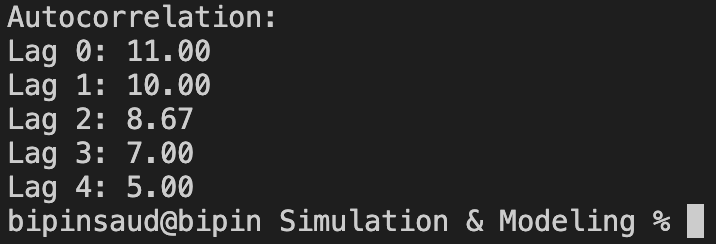 Autocorrelation:
Lag 0: 11.00
Lag 1: 10.00
Lag 2: 8.67
Lag 3: 7.00
Lag 4: 5.00
bipinsaud@bipin Simulation & Modeling %